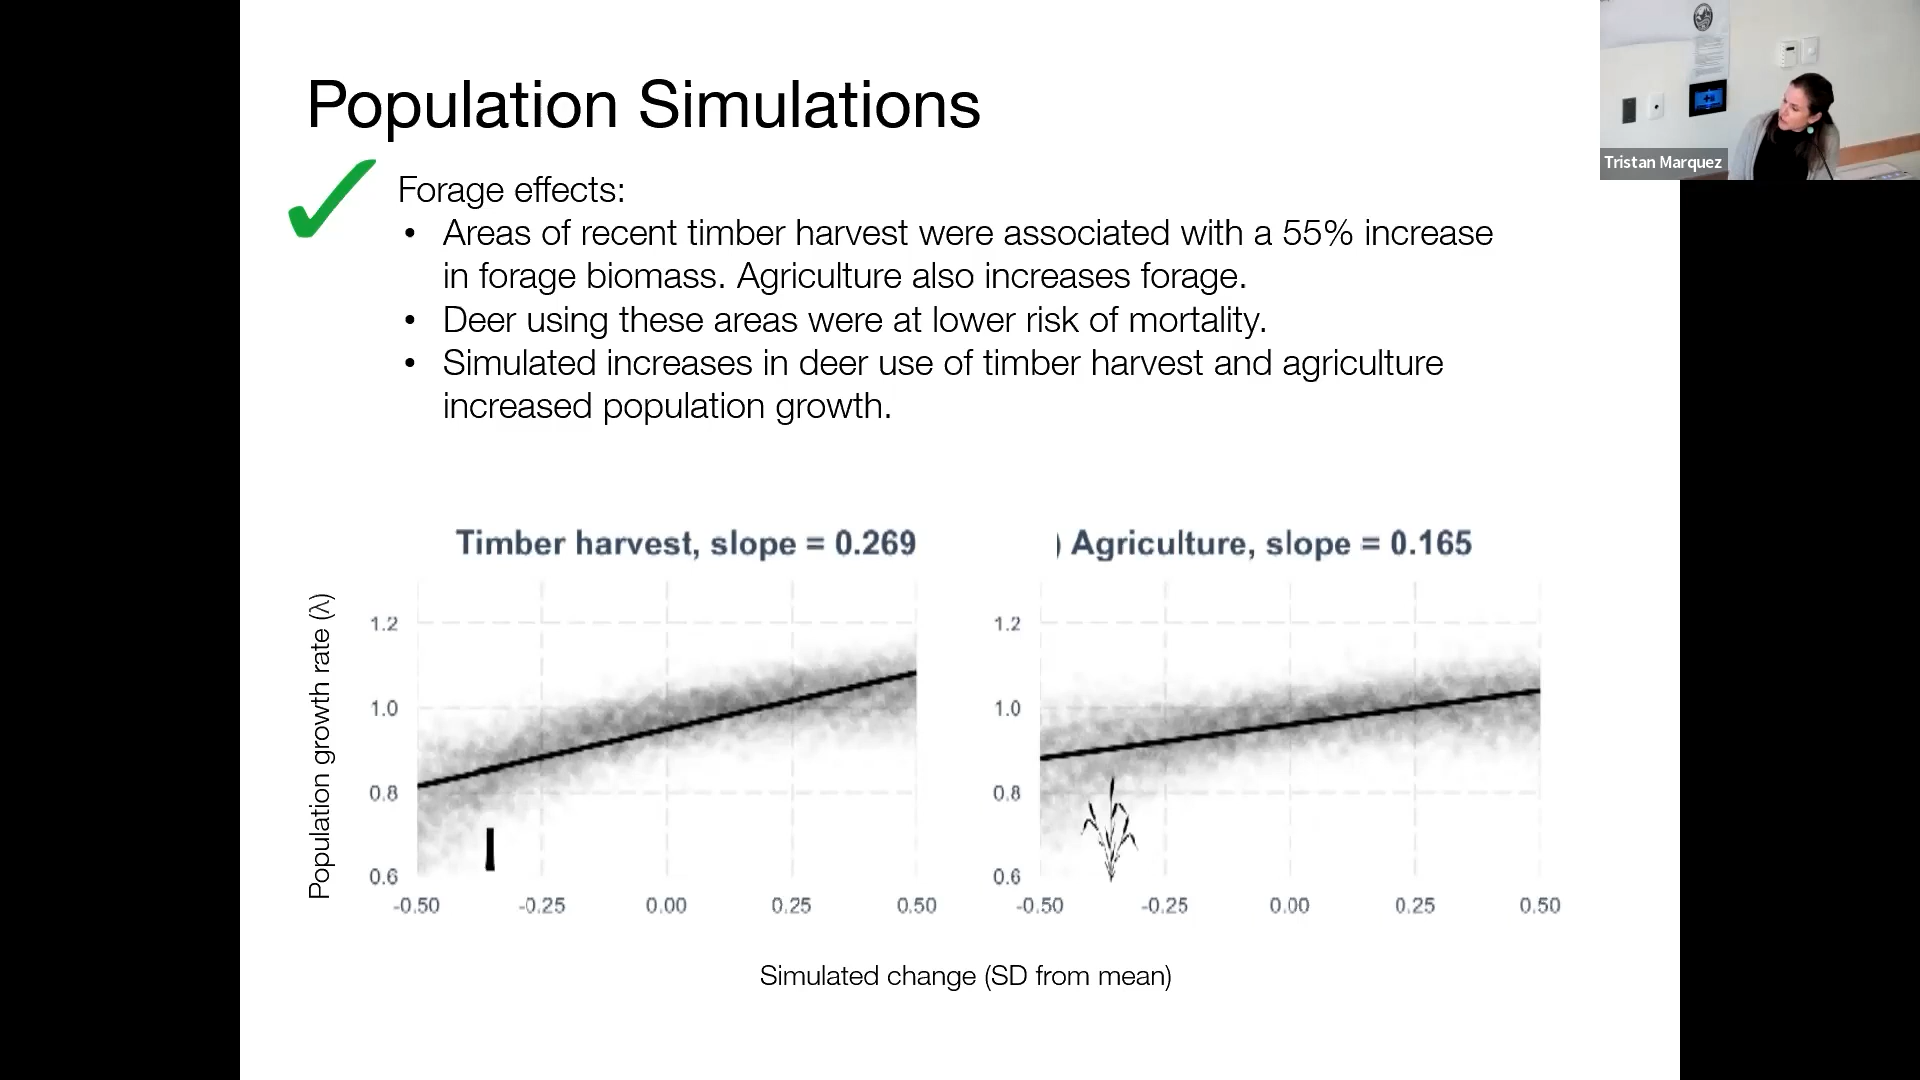 Population Simulations
Tristan Marquez
Forage effects:
• Areas of recent timber harvest were associated with a 55% increase
in forage biomass. Agriculture also increases forage.
• Deer using these areas were at lower risk of mortality.
• Simulated increases in deer use of timber harvest and agriculture
increased population growth.
Timber harvest, slope = 0.269
) Agriculture, slope = 0.165
Population growth rate (λ)
1.2
1.0
0.8
0.6
-0.50 -0.25 0.00 0.25 0.50
1.2
1.0
0.8
0.6
-0.50 -0.25 0.00 0.25 0.50
Simulated change (SD from mean)